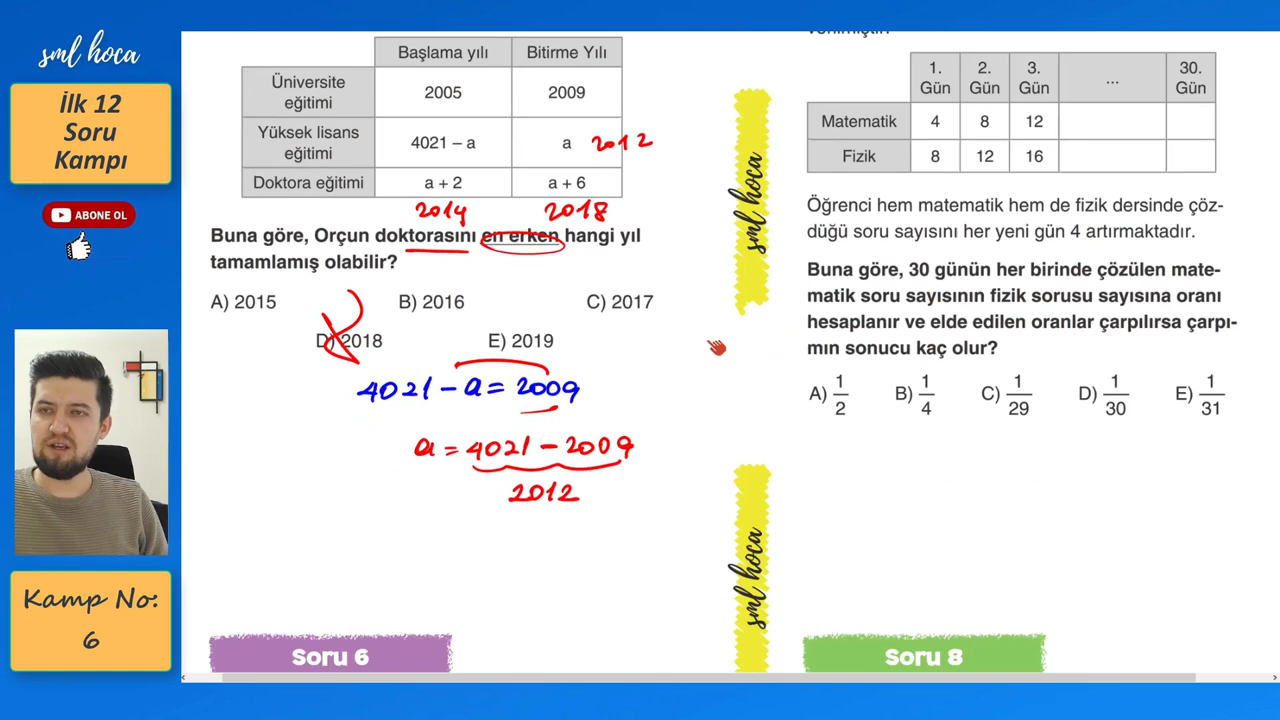 sml hoca
İlk 12
Soru
Kampı
ABONE OL
Kamp No:
6
Başlama yılı Bitirme Yılı
Üniversite eğitimi 2005 2009
Yüksek lisans eğitimi 4021 – a a 2012
Doktora eğitimi a + 2 a + 6
2014 2018
Buna göre, Orçun doktorasını en erken hangi yıl
tamamlamış olabilir?
A) 2015 B) 2016 C) 2017
D) 2018 E) 2019
4021 – a = 2009
a = 4021 – 2009
2012
Soru 6
sml hoca
sml hoca
1. Gün 2. Gün 3. Gün ... 30. Gün
Matematik 4 8 12
Fizik 8 12 16
Öğrenci hem matematik hem de fizik dersinde çöz-
düğü soru sayısını her yeni gün 4 artırmaktadır.
Buna göre, 30 günün her birinde çözülen mate-
matik soru sayısının fizik sorusu sayısına oranı
hesaplanır ve elde edilen oranlar çarpılırsa çarpı-
mın sonucu kaç olur?
A) 1/2 B) 1/4 C) 1/29 D) 1/30 E) 1/31
Soru 8